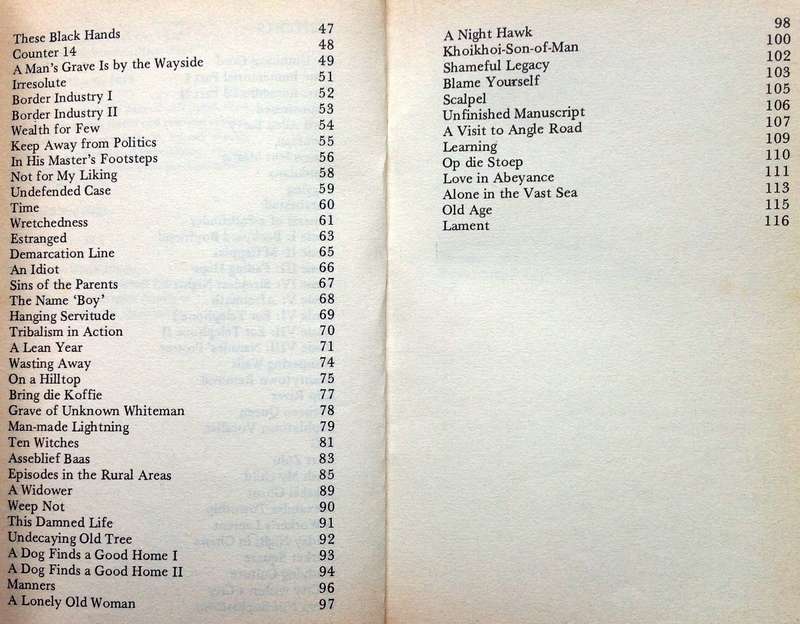 These Black Hands 47
Counter 14 48
A Man's Grave Is by the Wayside 49
Irresolute 51
Border Industry I 52
Border Industry II 53
Wealth for Few 54
Keep Away from Politics 55
In His Master's Footsteps 56
Not for My Liking 58
Undefended Case 59
Time 60
Wretchedness 61
Estranged 63
Demarcation Line 65
An Idiot 66
Sins of the Parents 67
The Name 'Boy' 68
Hanging Servitude 69
Tribalism in Action 70
A Lean Year 71
Wasting Away 74
On a Hilltop 75
Bring die Koffie 77
Grave of Unknown Whiteman 78
Man-made Lightning 79
Ten Witches 81
Asseblief Baas 83
Episodes in the Rural Areas 85
A Widower 89
Weep Not 90
This Damned Life 91
Undecaying Old Tree 92
A Dog Finds a Good Home I 93
A Dog Finds a Good Home II 94
Manners 96
A Lonely Old Woman 97
A Night Hawk 98
Khoikhoi-Son-of-Man 100
Shameful Legacy 102
Blame Yourself 103
Scalpel 105
Unfinished Manuscript 106
A Visit to Angle Road 107
Learning 109
Op die Stoep 110
Love in Abeyance 111
Alone in the Vast Sea 113
Old Age 115
Lament 116